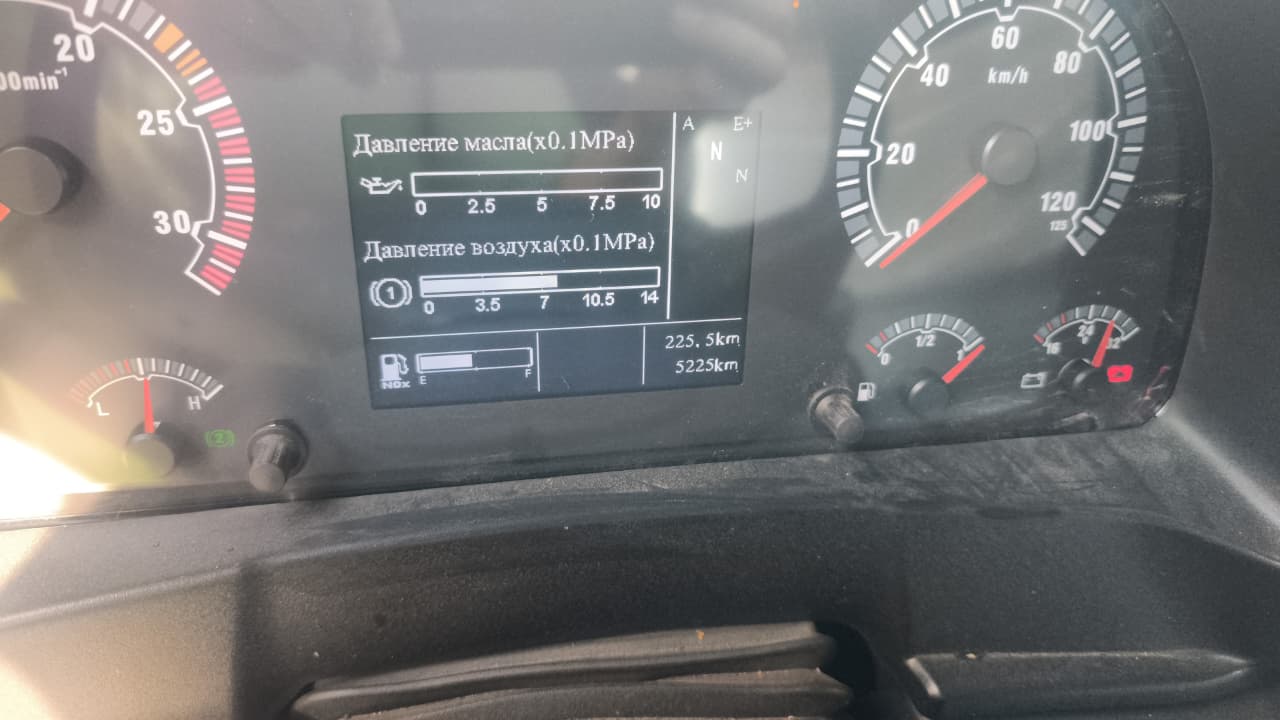 20
25
30
00min⁻¹
L H
2
Давление масла(x0.1MPa)
0 2.5 5 7.5 10
Давление воздуха(x0.1MPa)
1
0 3.5 7 10.5 14
NOx
E F
A E+
N
N
225.5km
5225km
0 20 40 60 80 100 120
125
km/h
0 1/2 1
16 24 32